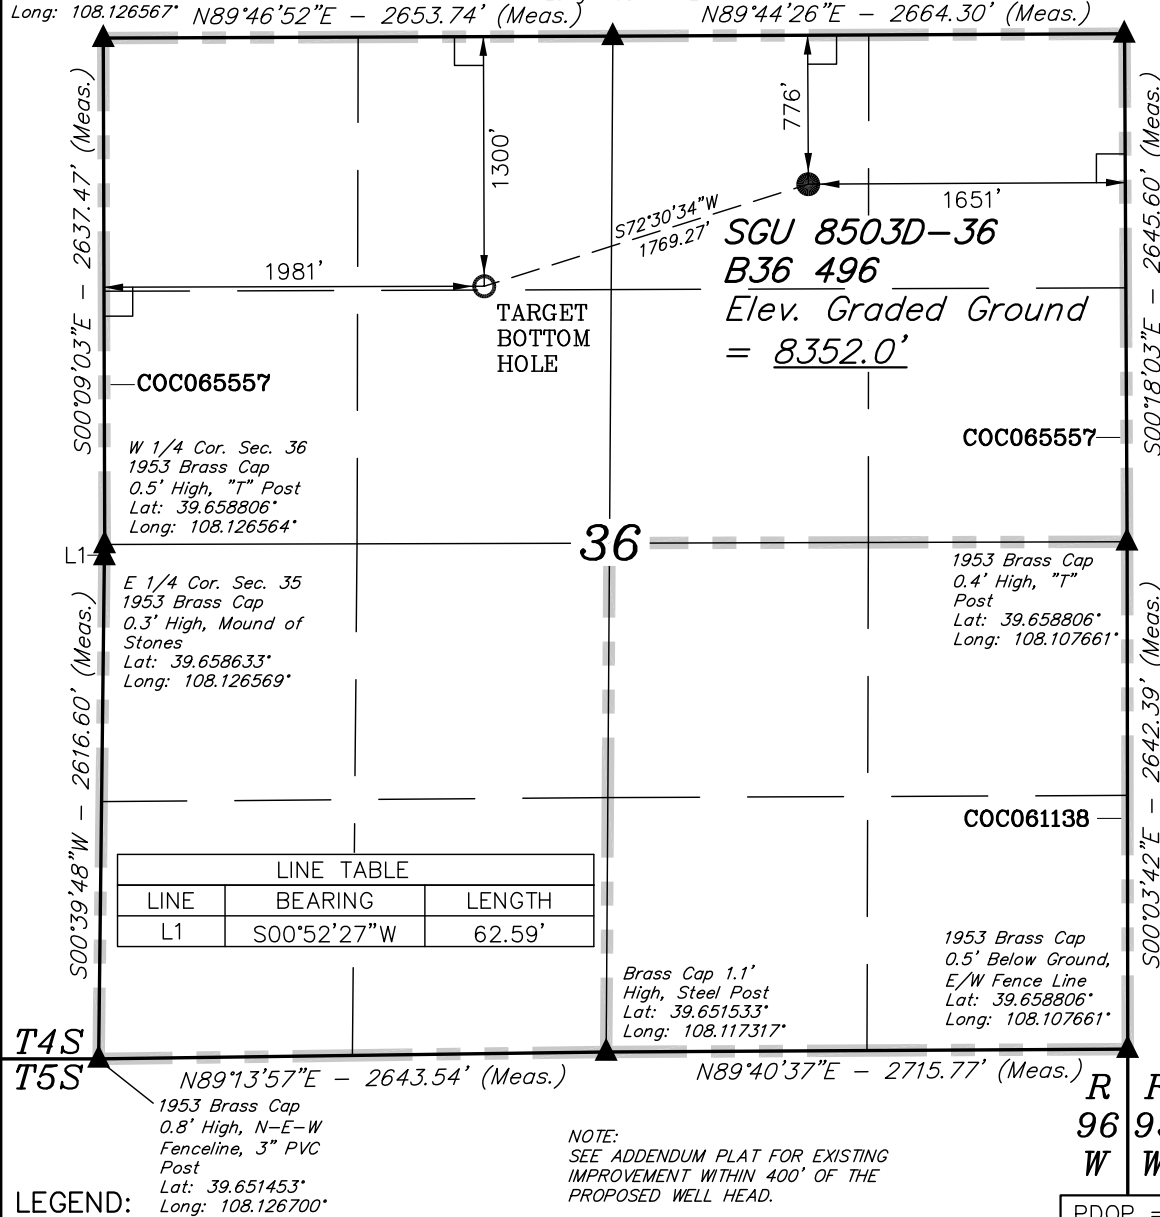 Long: 108.126567°
N89°46'52"E - 2653.74' (Meas.)
N89°44'26"E - 2664.30' (Meas.)
S00°09'03"E - 2637.47' (Meas.)
S00°18'03"E - 2645.60' (Meas.)
1300'
776'
1651'
1981'
S72°30'34"W
1769.27'
SGU 8503D-36
B36 496
Elev. Graded Ground
= 8352.0'
TARGET
BOTTOM
HOLE
COC065557
COC065557
W 1/4 Cor. Sec. 36
1953 Brass Cap
0.5' High, "T" Post
Lat: 39.658806°
Long: 108.126564°
36
L1
E 1/4 Cor. Sec. 35
1953 Brass Cap
0.3' High, Mound of
Stones
Lat: 39.658633°
Long: 108.126569°
1953 Brass Cap
0.4' High, "T"
Post
Lat: 39.658806°
Long: 108.107661°
S00°39'48"W - 2616.60' (Meas.)
S00°03'42"E - 2642.39' (Meas.)
COC061138
LINE TABLE
LINE BEARING LENGTH
L1 S00°52'27"W 62.59'
1953 Brass Cap
0.5' Below Ground,
E/W Fence Line
Lat: 39.658806°
Long: 108.107661°
Brass Cap 1.1'
High, Steel Post
Lat: 39.651533°
Long: 108.117317°
T4S
T5S
N89°13'57"E - 2643.54' (Meas.)
N89°40'37"E - 2715.77' (Meas.)
R
96
W
1953 Brass Cap
0.8' High, N-E-W
Fenceline, 3" PVC
Post
Lat: 39.651453°
Long: 108.126700°
NOTE:
SEE ADDENDUM PLAT FOR EXISTING
IMPROVEMENT WITHIN 400' OF THE
PROPOSED WELL HEAD.
LEGEND:
PDOP =